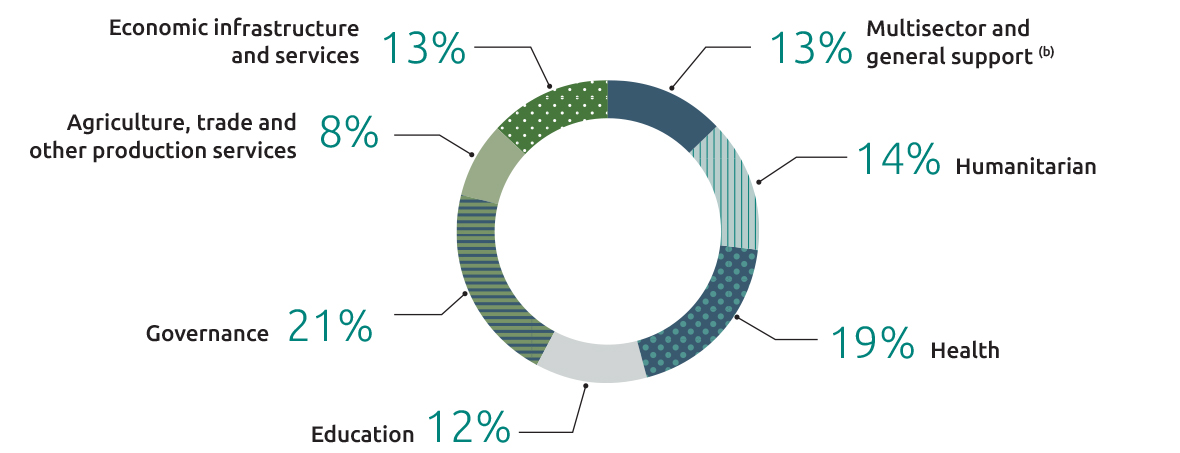 Economic infrastructure
and services
13%
13%
Multisector and
general support (b)
Agriculture, trade and
other production services
8%
14%
Humanitarian
Governance
21%
19%
Health
Education
12%